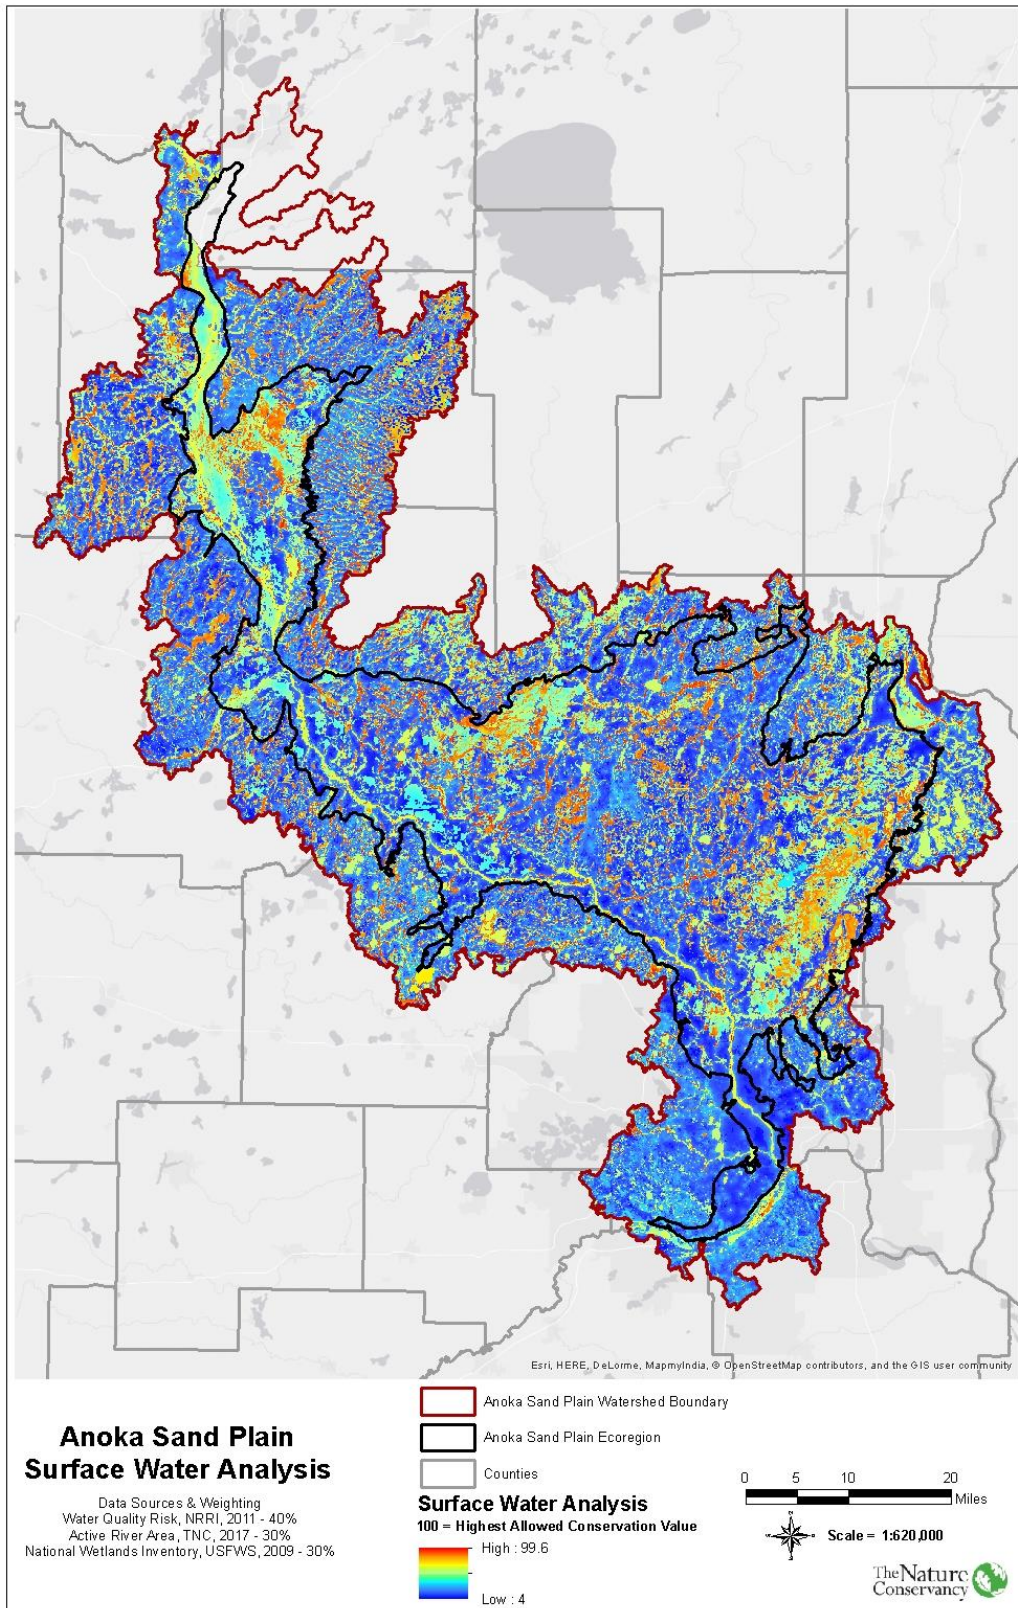 Esri, HERE, DeLorme, MapmyIndia, © OpenStreetMap contributors, and the GIS user community
Anoka Sand Plain
Surface Water Analysis
Data Sources & Weighting
Water Quality Risk, NRRI, 2011 - 40%
Active River Area, TNC, 2017 - 30%
National Wetlands Inventory, USFWS, 2009 - 30%
Anoka Sand Plain Watershed Boundary
Anoka Sand Plain Ecoregion
Counties
Surface Water Analysis
100 = Highest Allowed Conservation Value
High : 99.6
Low : 4
0 5 10 20
Miles
Scale = 1:620,000
The Nature
Conservancy